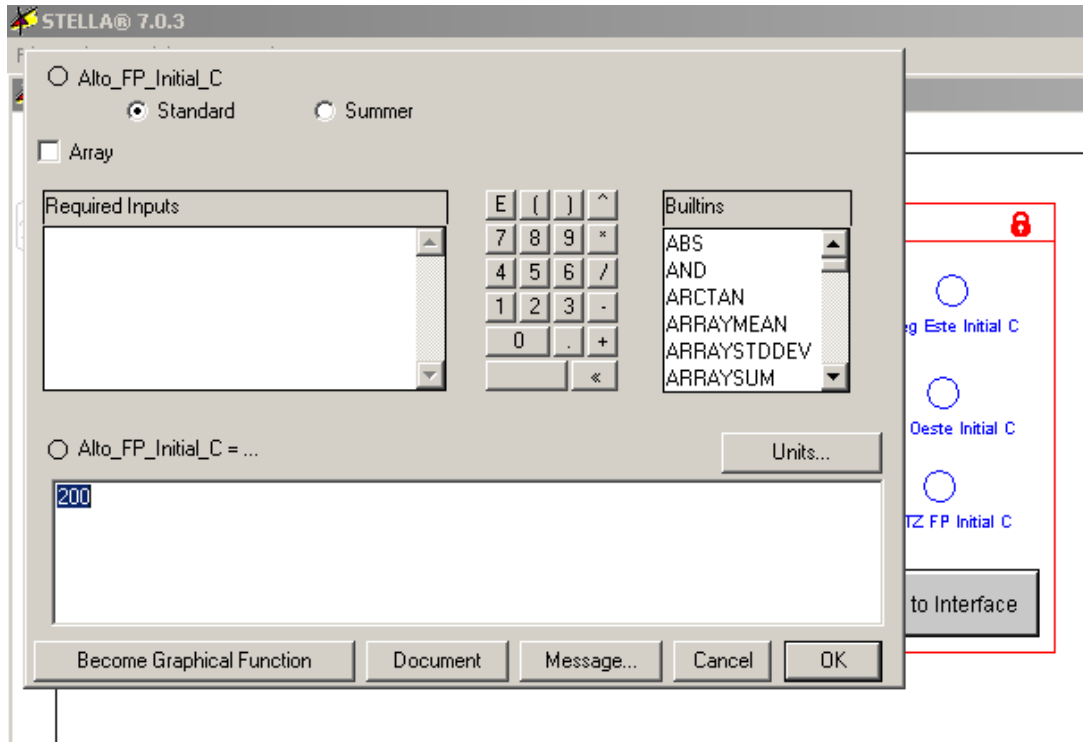 STELLA® 7.0.3
Alto_FP_Initial_C
Standard Summer
Array
Required Inputs
E ( ) ^
7 8 9 *
4 5 6 /
1 2 3 -
0 . +
«
Builtins
ABS
AND
ARCTAN
ARRAYMEAN
ARRAYSTDDEV
ARRAYSUM
Alto_FP_Initial_C = ...
Units...
200
Become Graphical Function Document Message... Cancel OK
Este Initial C
Oeste Initial C
TZ FP Initial C
to Interface